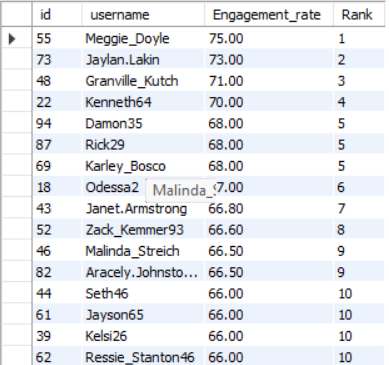 id username Engagement_rate Rank
55 Meggie_Doyle 75.00 1
73 Jaylan.Lakin 73.00 2
48 Granville_Kutch 71.00 3
22 Kenneth64 70.00 4
94 Damon35 68.00 5
87 Rick29 68.00 5
69 Karley_Bosco 68.00 5
18 Odessa2 Malinda_S 7.00 6
43 Janet.Armstrong 66.80 7
52 Zack_Kemmer93 66.60 8
46 Malinda_Streich 66.50 9
82 Aracely.Johnsto... 66.50 9
44 Seth46 66.00 10
61 Jayson65 66.00 10
39 Kelsi26 66.00 10
62 Ressie_Stanton46 66.00 10